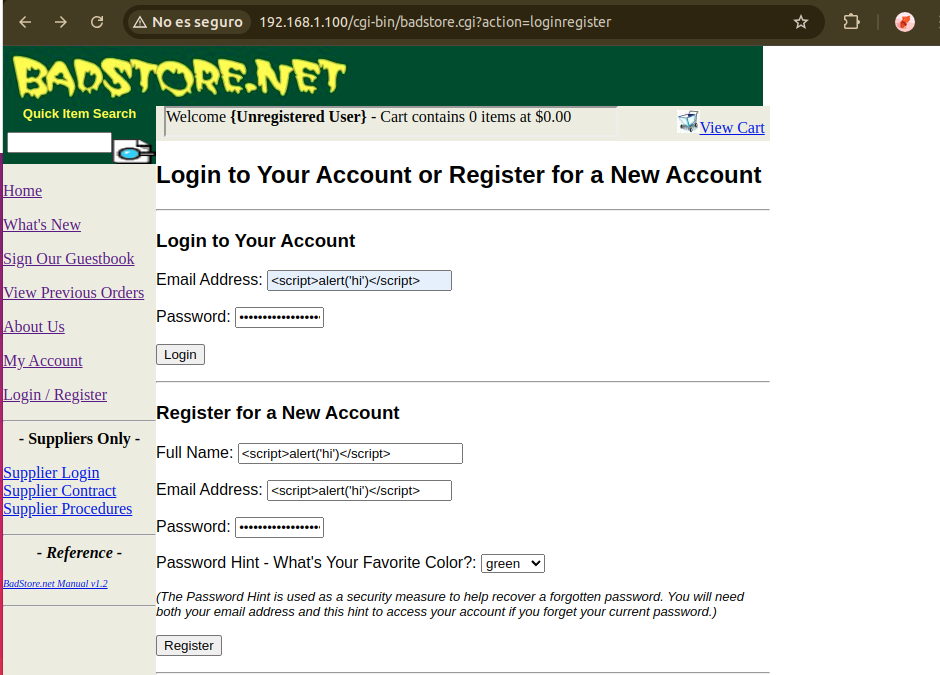 No es seguro 192.168.1.100/cgi-bin/badstore.cgi?action=loginregister
BADSTORE.NET
Quick Item Search
Welcome {Unregistered User} - Cart contains 0 items at $0.00
View Cart
Home
What's New
Sign Our Guestbook
View Previous Orders
About Us
My Account
Login / Register
- Suppliers Only -
Supplier Login
Supplier Contract
Supplier Procedures
- Reference -
BadStore.net Manual v1.2
Login to Your Account or Register for a New Account
Login to Your Account
Email Address: <script>alert('hi')</script>
Password: •••••••••••••••••
Login
Register for a New Account
Full Name: <script>alert('hi')</script>
Email Address: <script>alert('hi')</script>
Password: •••••••••••••••••
Password Hint - What's Your Favorite Color?: green
(The Password Hint is used as a security measure to help recover a forgotten password. You will need
both your email address and this hint to access your account if you forget your current password.)
Register